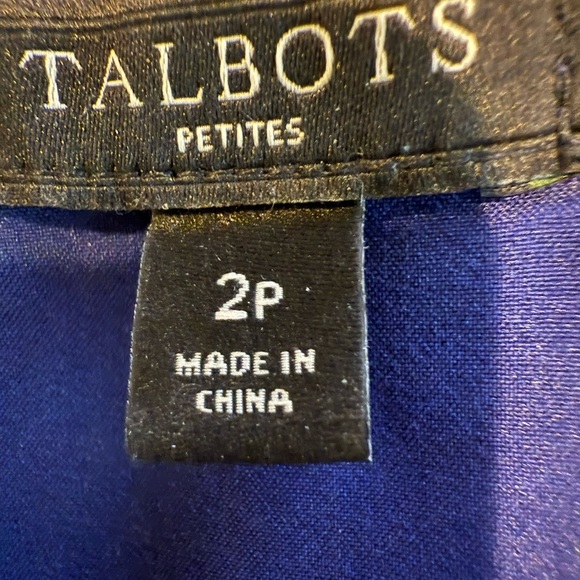 TALBOTS
PETITES
2P
MADE IN
CHINA